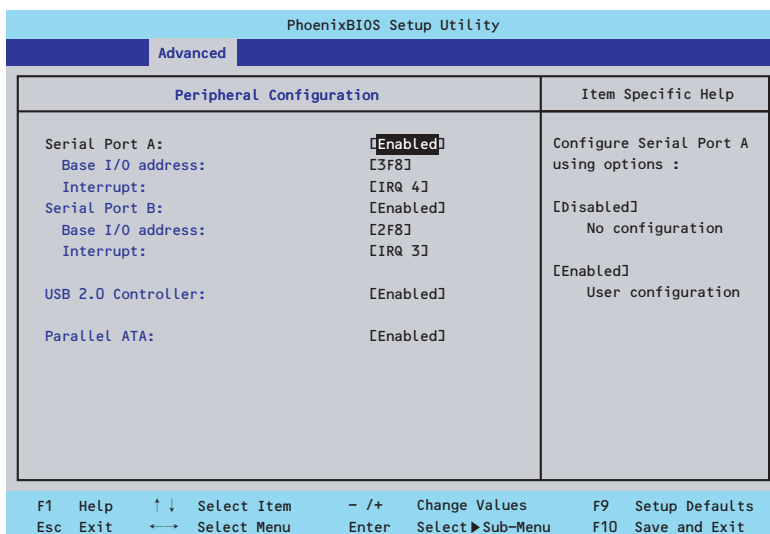 PhoenixBIOS Setup Utility
Advanced
Peripheral Configuration
Item Specific Help
Serial Port A: [Enabled]
Base I/O address: [3F8]
Interrupt: [IRQ 4]
Serial Port B: [Enabled]
Base I/O address: [2F8]
Interrupt: [IRQ 3]
USB 2.0 Controller: [Enabled]
Parallel ATA: [Enabled]
Configure Serial Port A
using options :
[Disabled]
No configuration
[Enabled]
User configuration
F1 Help ↑↓ Select Item − /+ Change Values F9 Setup Defaults
Esc Exit ←→ Select Menu Enter Select▶Sub−Menu F10 Save and Exit